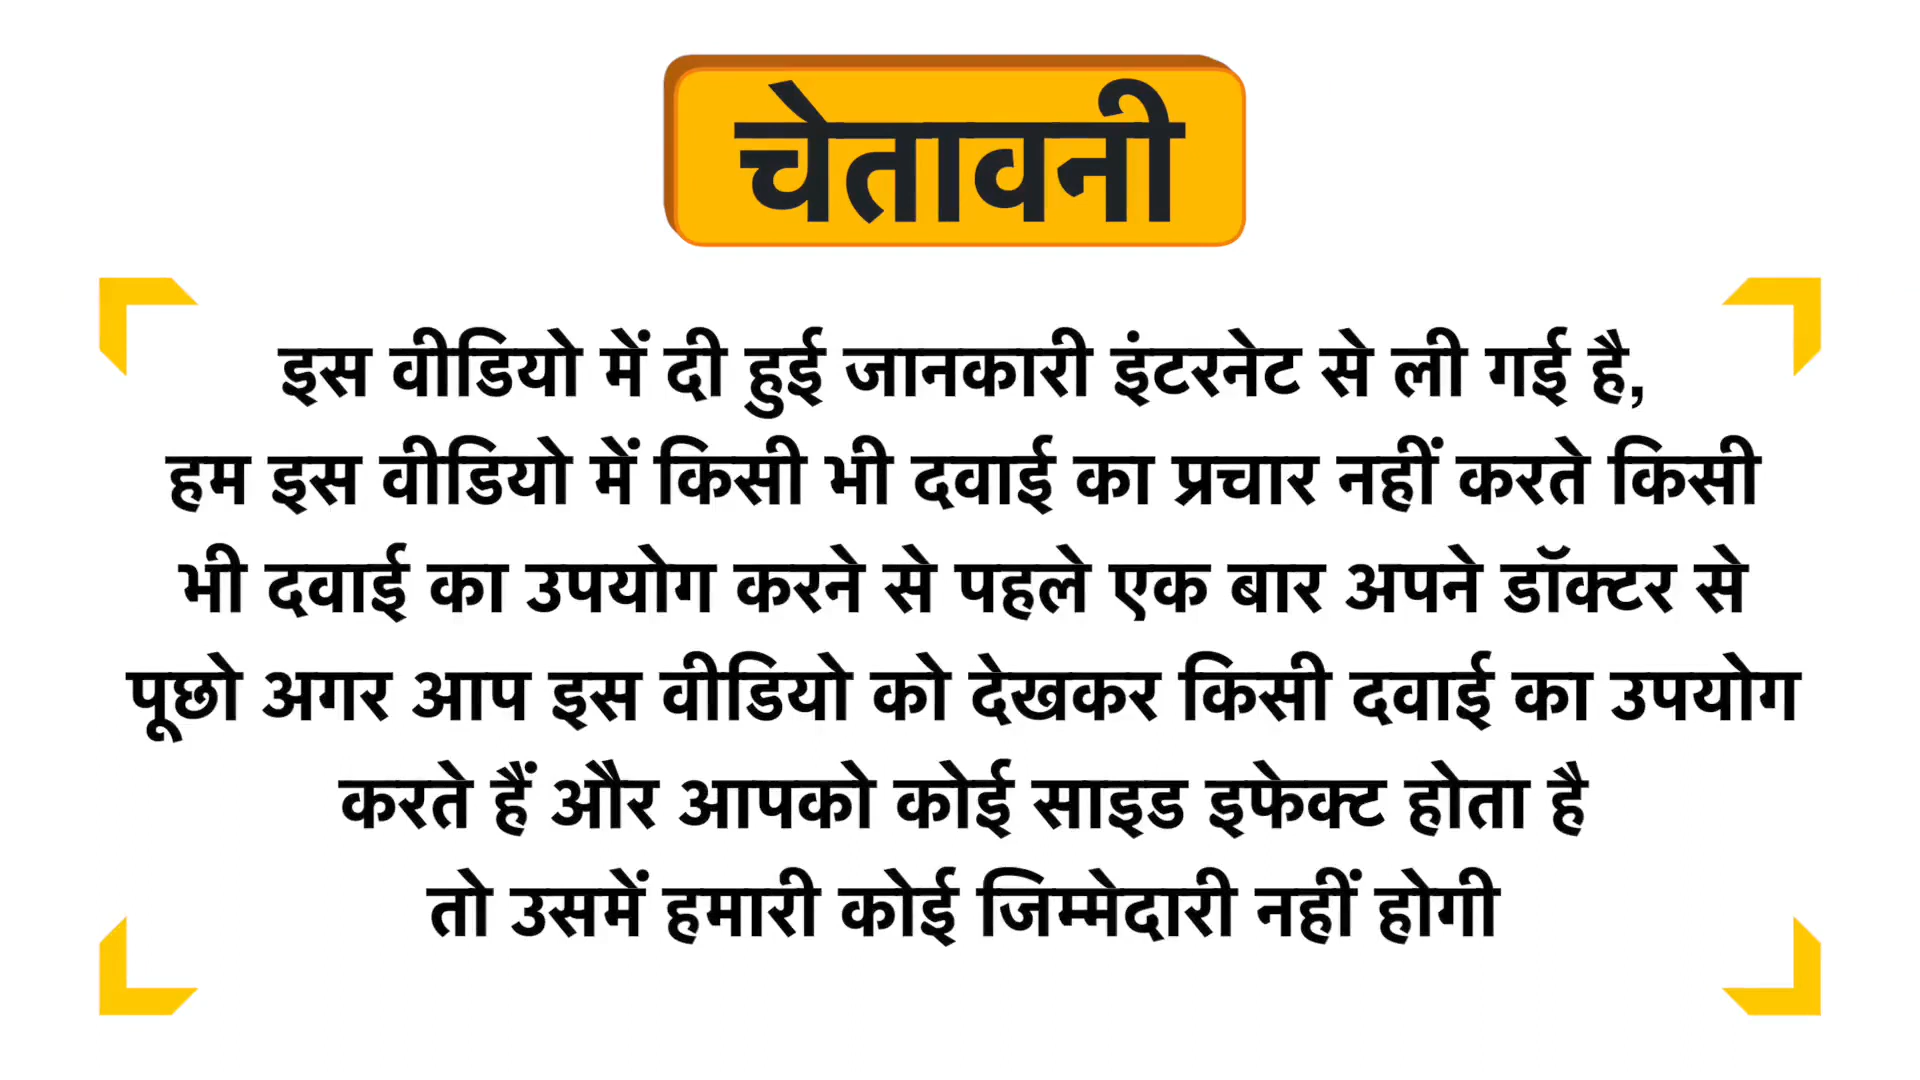 चेतावनी
इस वीडियो में दी हुई जानकारी इंटरनेट से ली गई है,
हम इस वीडियो में किसी भी दवाई का प्रचार नहीं करते किसी
भी दवाई का उपयोग करने से पहले एक बार अपने डॉक्टर से
पूछो अगर आप इस वीडियो को देखकर किसी दवाई का उपयोग
करते हैं और आपको कोई साइड इफेक्ट होता है
तो उसमें हमारी कोई जिम्मेदारी नहीं होगी